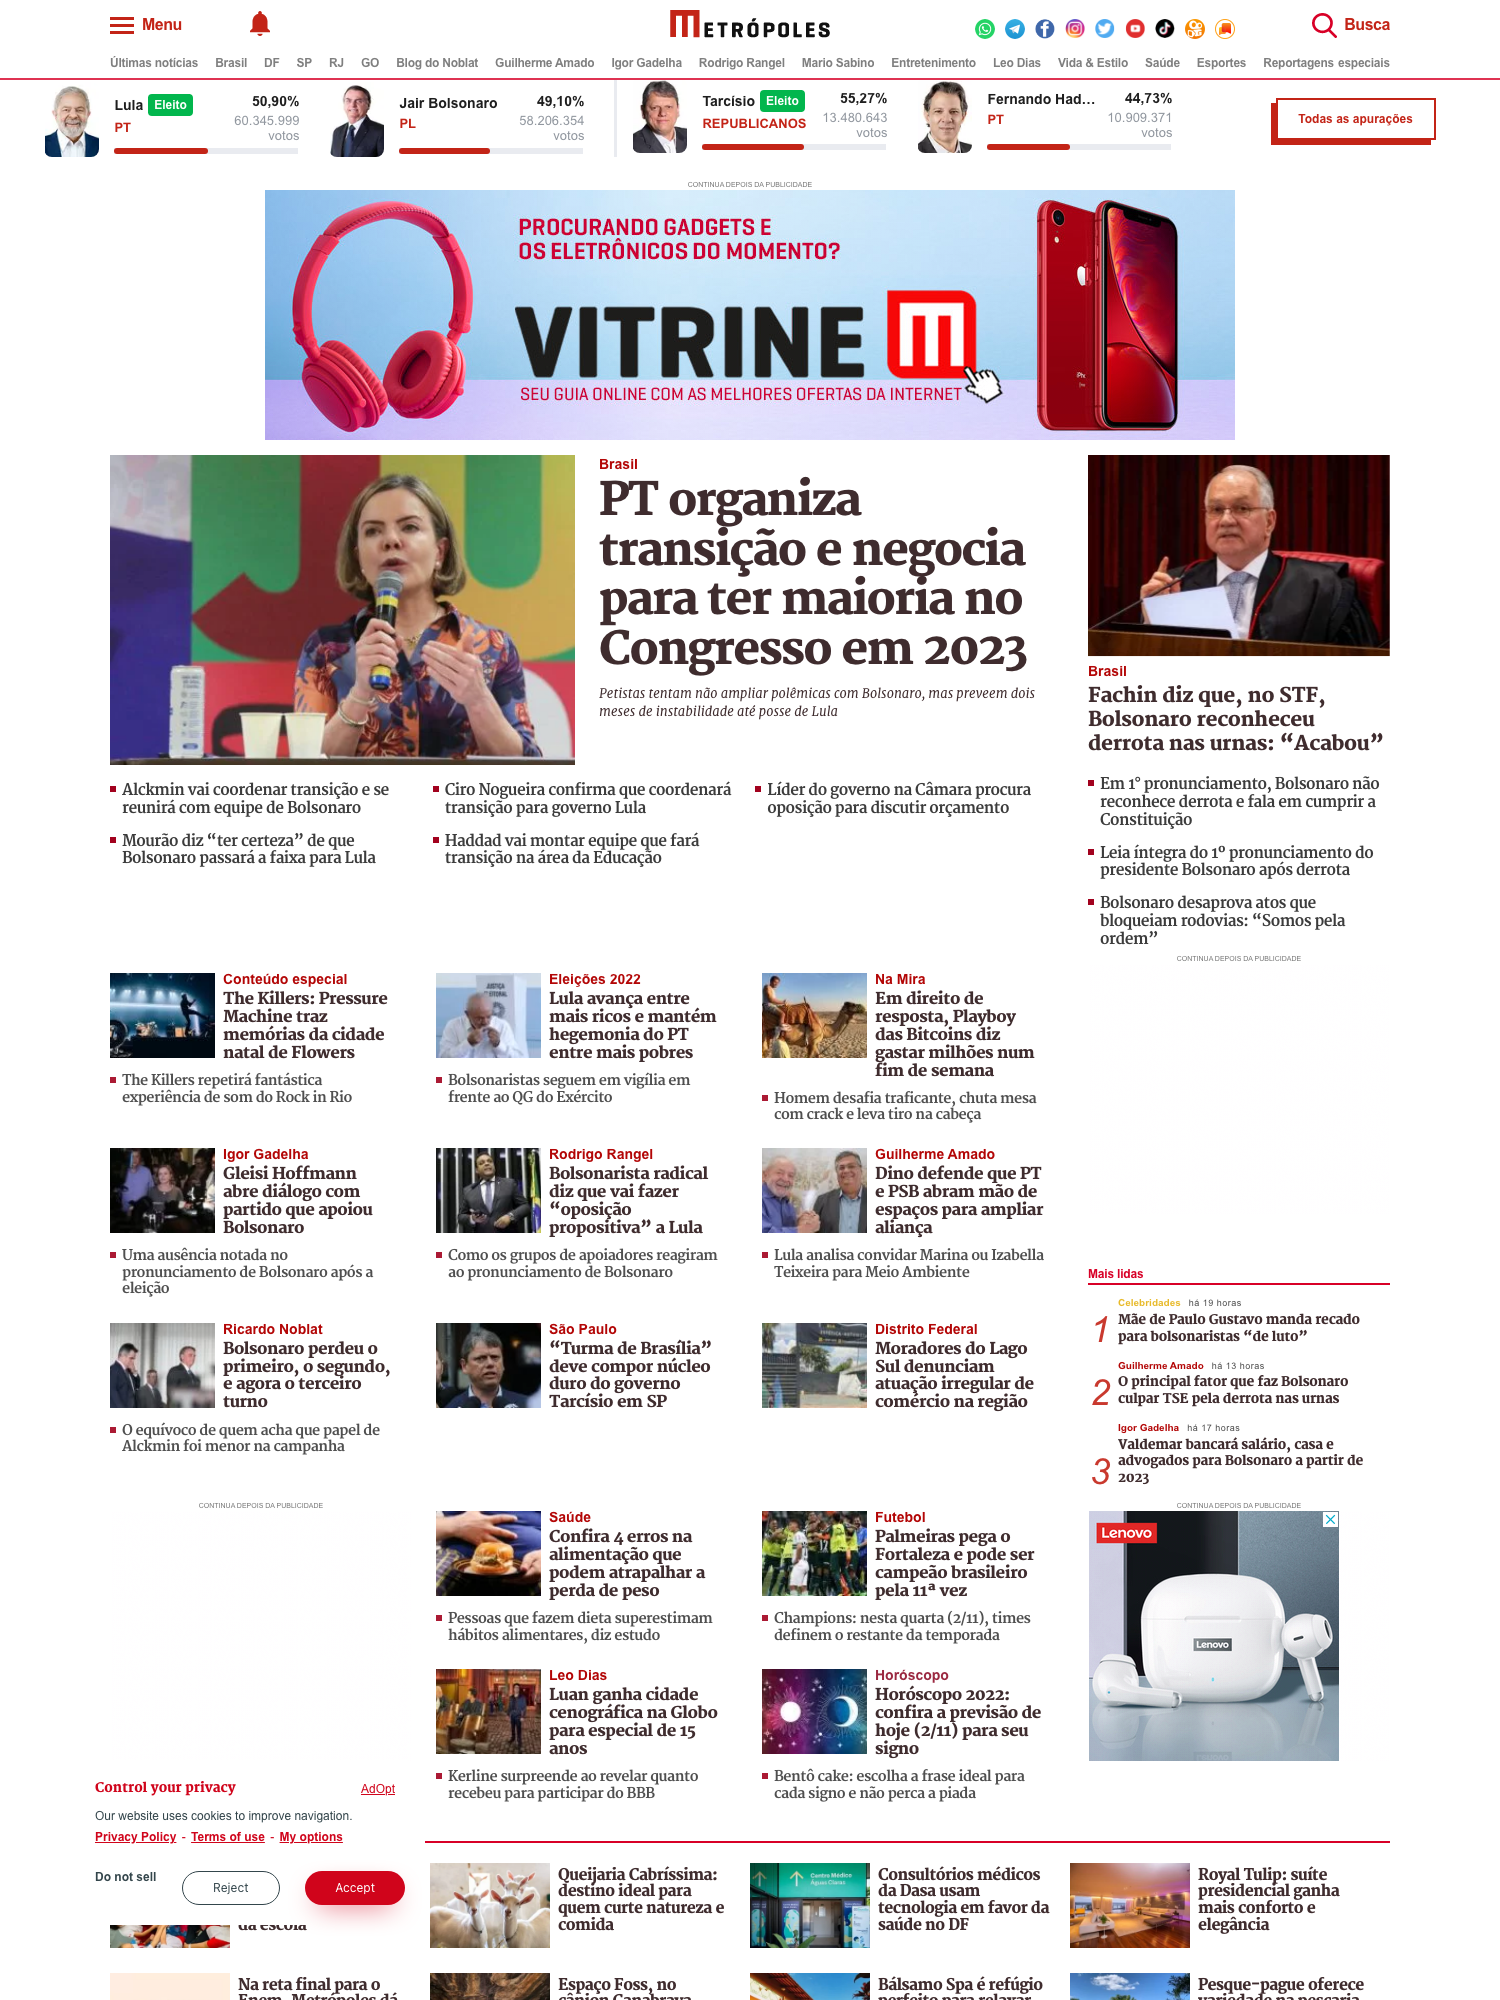 Menu
METRÓPOLES
Busca
Últimas notícias Brasil DF SP RJ GO Blog do Noblat Guilherme Amado Igor Gadelha Rodrigo Rangel Mario Sabino Entretenimento Leo Dias Vida & Estilo Saúde Esportes Reportagens especiais
Lula Eleito 50,90%
PT 60.345.999
votos
Jair Bolsonaro 49,10%
PL 58.206.354
votos
Tarcísio Eleito 55,27%
REPUBLICANOS 13.480.643
votos
Fernando Had... 44,73%
PT 10.909.371
votos
Todas as apurações
CONTINUA DEPOIS DA PUBLICIDADE
PROCURANDO GADGETS E
OS ELETRÔNICOS DO MOMENTO?
VITRINE M
SEU GUIA ONLINE COM AS MELHORES OFERTAS DA INTERNET
Brasil
PT organiza
transição e negocia
para ter maioria no
Congresso em 2023
Petistas tentam não ampliar polêmicas com Bolsonaro, mas preveem dois
meses de instabilidade até posse de Lula
Alckmin vai coordenar transição e se
reunirá com equipe de Bolsonaro
Mourão diz “ter certeza” de que
Bolsonaro passará a faixa para Lula
Ciro Nogueira confirma que coordenará
transição para governo Lula
Haddad vai montar equipe que fará
transição na área da Educação
Líder do governo na Câmara procura
oposição para discutir orçamento
Brasil
Fachin diz que, no STF,
Bolsonaro reconheceu
derrota nas urnas: “Acabou”
Em 1° pronunciamento, Bolsonaro não
reconhece derrota e fala em cumprir a
Constituição
Leia íntegra do 1º pronunciamento do
presidente Bolsonaro após derrota
Bolsonaro desaprova atos que
bloqueiam rodovias: “Somos pela
ordem”
CONTINUA DEPOIS DA PUBLICIDADE
Conteúdo especial
The Killers: Pressure
Machine traz
memórias da cidade
natal de Flowers
The Killers repetirá fantástica
experiência de som do Rock in Rio
JUSTIÇA
Eleições 2022
Lula avança entre
mais ricos e mantém
hegemonia do PT
entre mais pobres
Bolsonaristas seguem em vigília em
frente ao QG do Exército
Na Mira
Em direito de
resposta, Playboy
das Bitcoins diz
gastar milhões num
fim de semana
Homem desafia traficante, chuta mesa
com crack e leva tiro na cabeça
Igor Gadelha
Gleisi Hoffmann
abre diálogo com
partido que apoiou
Bolsonaro
Uma ausência notada no
pronunciamento de Bolsonaro após a
eleição
Rodrigo Rangel
Bolsonarista radical
diz que vai fazer
“oposição
propositiva” a Lula
Como os grupos de apoiadores reagiram
ao pronunciamento de Bolsonaro
Guilherme Amado
Dino defende que PT
e PSB abram mão de
espaços para ampliar
aliança
Lula analisa convidar Marina ou Izabella
Teixeira para Meio Ambiente
Ricardo Noblat
Bolsonaro perdeu o
primeiro, o segundo,
e agora o terceiro
turno
O equívoco de quem acha que papel de
Alckmin foi menor na campanha
São Paulo
“Turma de Brasília”
deve compor núcleo
duro do governo
Tarcísio em SP
Distrito Federal
Moradores do Lago
Sul denunciam
atuação irregular de
comércio na região
Mais lidas
Celebridades há 19 horas
1 Mãe de Paulo Gustavo manda recado
para bolsonaristas “de luto”
Guilherme Amado há 13 horas
2 O principal fator que faz Bolsonaro
culpar TSE pela derrota nas urnas
Igor Gadelha há 17 horas
3 Valdemar bancará salário, casa e
advogados para Bolsonaro a partir de
2023
CONTINUA DEPOIS DA PUBLICIDADE
Saúde
Confira 4 erros na
alimentação que
podem atrapalhar a
perda de peso
Pessoas que fazem dieta superestimam
hábitos alimentares, diz estudo
Futebol
Palmeiras pega o
Fortaleza e pode ser
campeão brasileiro
pela 11ª vez
Champions: nesta quarta (2/11), times
definem o restante da temporada
CONTINUA DEPOIS DA PUBLICIDADE
Lenovo
Lenovo
Leo Dias
Luan ganha cidade
cenográfica na Globo
para especial de 15
anos
Kerline surpreende ao revelar quanto
recebeu para participar do BBB
Horóscopo
Horóscopo 2022:
confira a previsão de
hoje (2/11) para seu
signo
Bentô cake: escolha a frase ideal para
cada signo e não perca a piada
Control your privacy AdOpt
Our website uses cookies to improve navigation.
Privacy Policy - Terms of use - My options
Do not sell Reject Accept
da escola
Queijaria Cabríssima:
destino ideal para
quem curte natureza e
comida
Centro Médico
Águas Claras
Consultórios médicos
da Dasa usam
tecnologia em favor da
saúde no DF
Royal Tulip: suíte
presidencial ganha
mais conforto e
elegância
Na reta final para o
Enem, Metrópoles dá
Espaço Foss, no
cânion Canabrava
Bálsamo Spa é refúgio
perfeito para relaxar
Pesque-pague oferece
variedade na pescaria